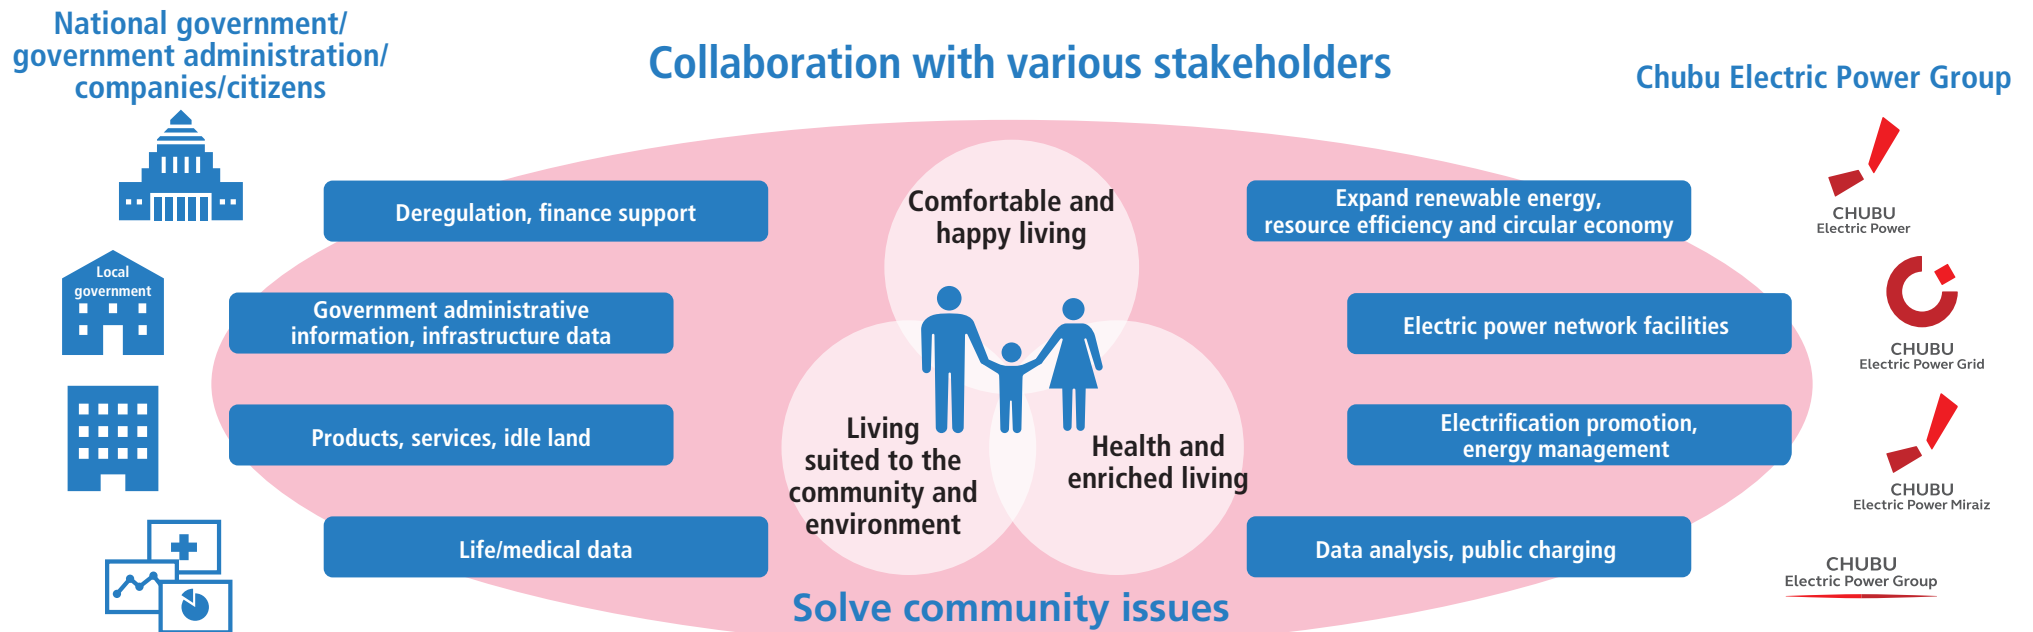 National government/
government administration/
companies/citizens
Collaboration with various stakeholders
Chubu Electric Power Group
Local
government
Deregulation, finance support
Government administrative
information, infrastructure data
Products, services, idle land
Life/medical data
Comfortable and
happy living
Living
suited to the
community and
environment
Health and
enriched living
Expand renewable energy,
resource efficiency and circular economy
Electric power network facilities
Electrification promotion,
energy management
Data analysis, public charging
CHUBU
Electric Power
CHUBU
Electric Power Grid
CHUBU
Electric Power Miraiz
CHUBU
Electric Power Group
Solve community issues